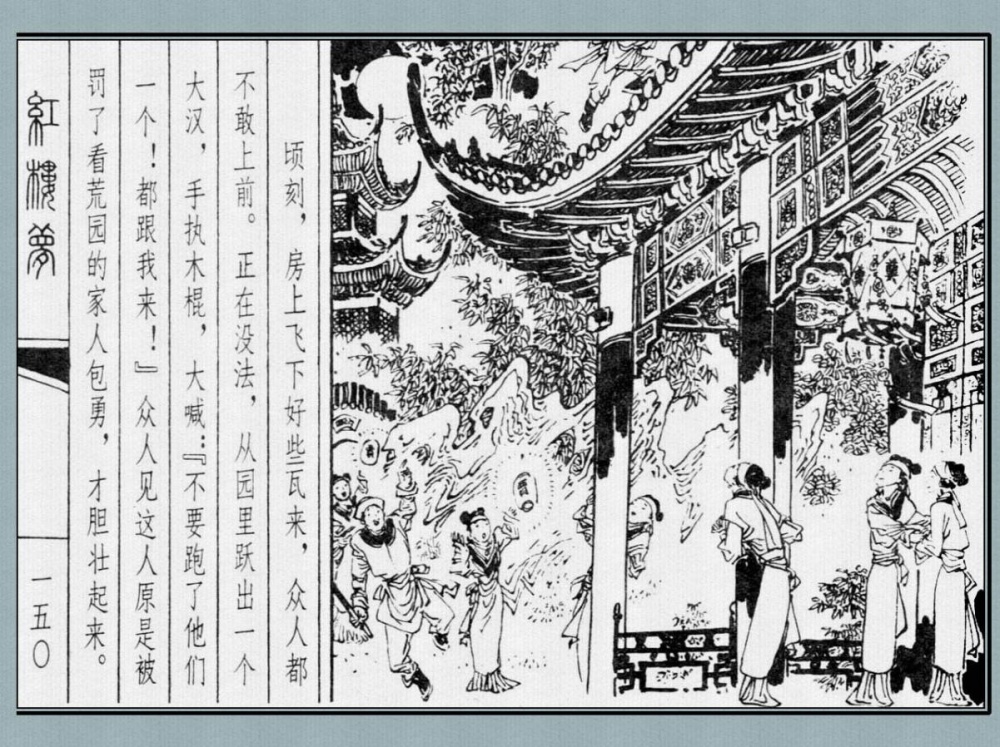 顷刻，房上飞下好些瓦来，众人都
不敢上前。正在没法，从园里跃出一个
大汉，手执木棍，大喊：『不要跑了他们
一个！都跟我来！』众人见这人原是被
罚了看荒园的家人包勇，才胆壮起来。
紅樓夢
一五〇